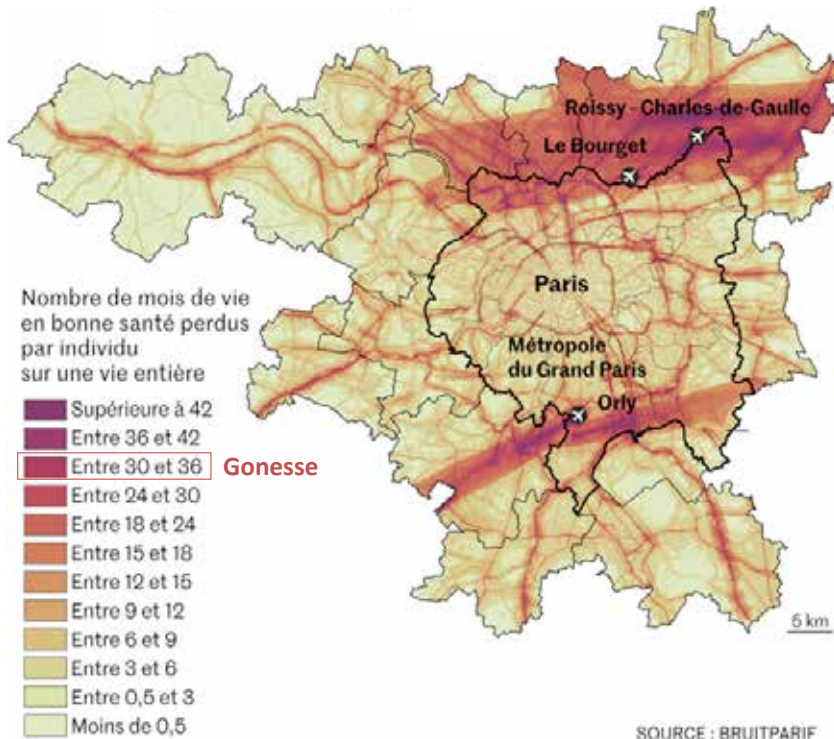 Roissy - Charles-de-Gaulle
Le Bourget
Paris
Métropole
du Grand Paris
Orly
Nombre de mois de vie
en bonne santé perdus
par individu
sur une vie entière
Supérieure à 42
Entre 36 et 42
Entre 30 et 36 Gonesse
Entre 24 et 30
Entre 18 et 24
Entre 15 et 18
Entre 12 et 15
Entre 9 et 12
Entre 6 et 9
Entre 3 et 6
Entre 0,5 et 3
Moins de 0,5
5 km
SOURCE : BRUITPARIF